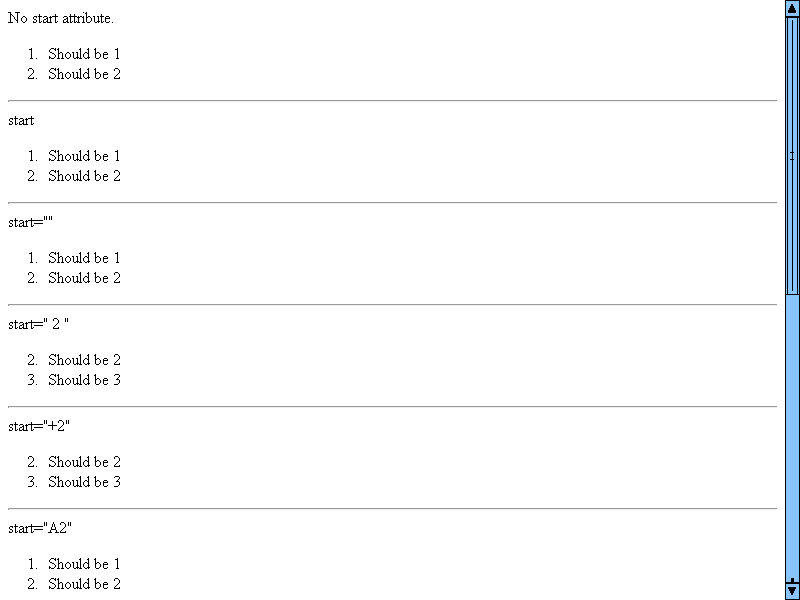 No start attribute.
1. Should be 1
2. Should be 2
start
1. Should be 1
2. Should be 2
start=""
1. Should be 1
2. Should be 2
start=" 2 "
2. Should be 2
3. Should be 3
start="+2"
2. Should be 2
3. Should be 3
start="A2"
1. Should be 1
2. Should be 2